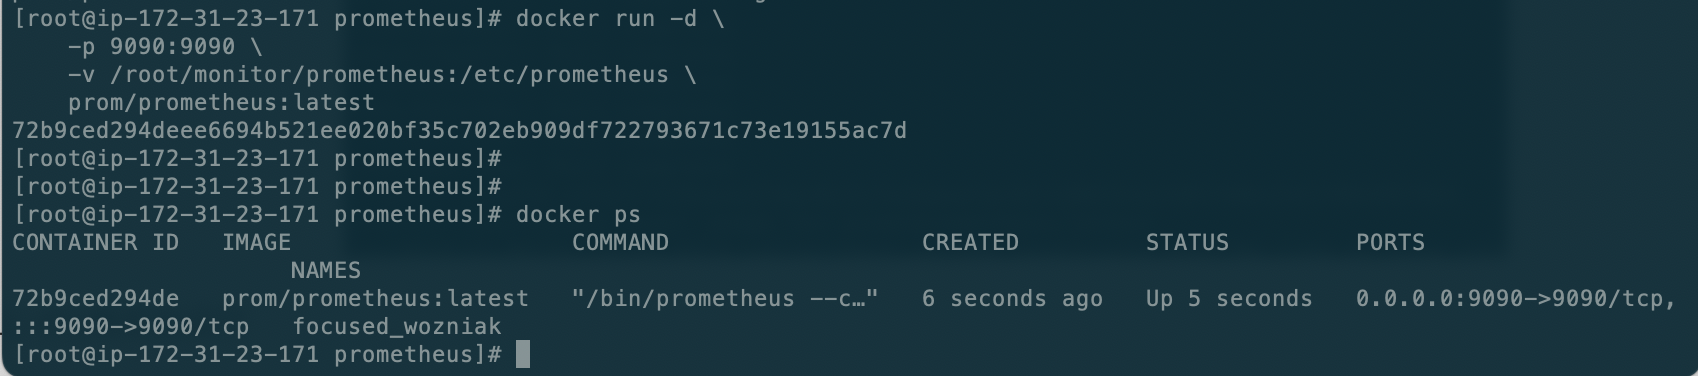 [root@ip-172-31-23-171 prometheus]# docker run -d \
    -p 9090:9090 \
    -v /root/monitor/prometheus:/etc/prometheus \
    prom/prometheus:latest
72b9ced294deee6694b521ee020bf35c702eb909df722793671c73e19155ac7d
[root@ip-172-31-23-171 prometheus]#
[root@ip-172-31-23-171 prometheus]#
[root@ip-172-31-23-171 prometheus]# docker ps
CONTAINER ID   IMAGE                    COMMAND                  CREATED         STATUS         PORTS
                    NAMES
72b9ced294de   prom/prometheus:latest   "/bin/prometheus --c…"   6 seconds ago   Up 5 seconds   0.0.0.0:9090->9090/tcp,
:::9090->9090/tcp   focused_wozniak
[root@ip-172-31-23-171 prometheus]#